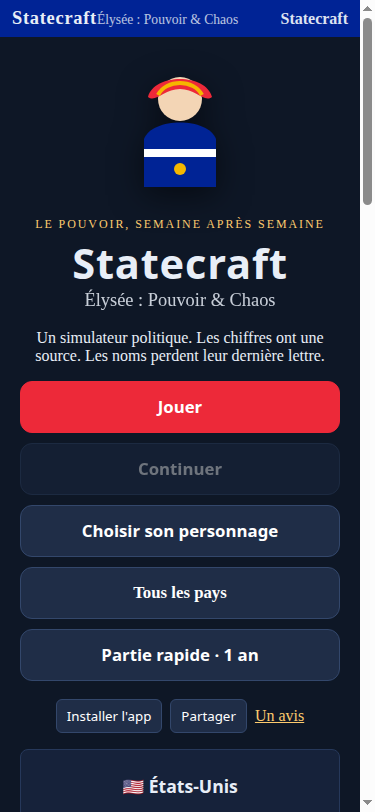 Statecraft Élysée : Pouvoir & Chaos Statecraft
LE POUVOIR, SEMAINE APRÈS SEMAINE
Statecraft
Élysée : Pouvoir & Chaos
Un simulateur politique. Les chiffres ont une
source. Les noms perdent leur dernière lettre.
Jouer
Continuer
Choisir son personnage
Tous les pays
Partie rapide · 1 an
Installer l'app Partager Un avis
🇺🇸 États-Unis